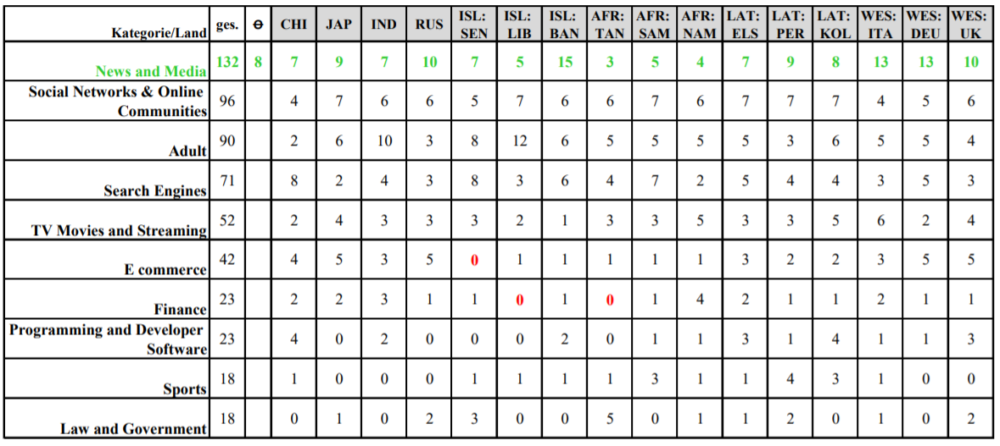 Kategorie/Land ges. ϴ CHI JAP IND RUS ISL: SEN ISL: LIB ISL: BAN AFR: TAN AFR: SAM AFR: NAM LAT: ELS LAT: PER LAT: KOL WES: ITA WES: DEU WES: UK
News and Media 132 8 7 9 7 10 7 5 15 3 5 4 7 9 8 13 13 10
Social Networks & Online
Communities 96 4 7 6 6 5 7 6 6 7 6 7 7 7 4 5 6
Adult 90 2 6 10 3 8 12 6 5 5 5 5 3 6 5 5 4
Search Engines 71 8 2 4 3 8 3 6 4 7 2 5 4 4 3 5 3
TV Movies and Streaming 52 2 4 3 3 3 2 1 3 3 5 3 3 5 6 2 4
E commerce 42 4 5 3 5 0 1 1 1 1 1 3 2 2 3 5 5
Finance 23 2 2 3 1 1 0 1 0 1 4 2 1 1 2 1 1
Programming and Developer
Software 23 4 0 2 0 0 0 2 0 1 1 3 1 4 1 1 3
Sports 18 1 0 0 0 1 1 1 1 3 1 1 4 3 1 0 0
Law and Government 18 0 1 0 2 3 0 0 5 0 1 1 2 0 1 0 2